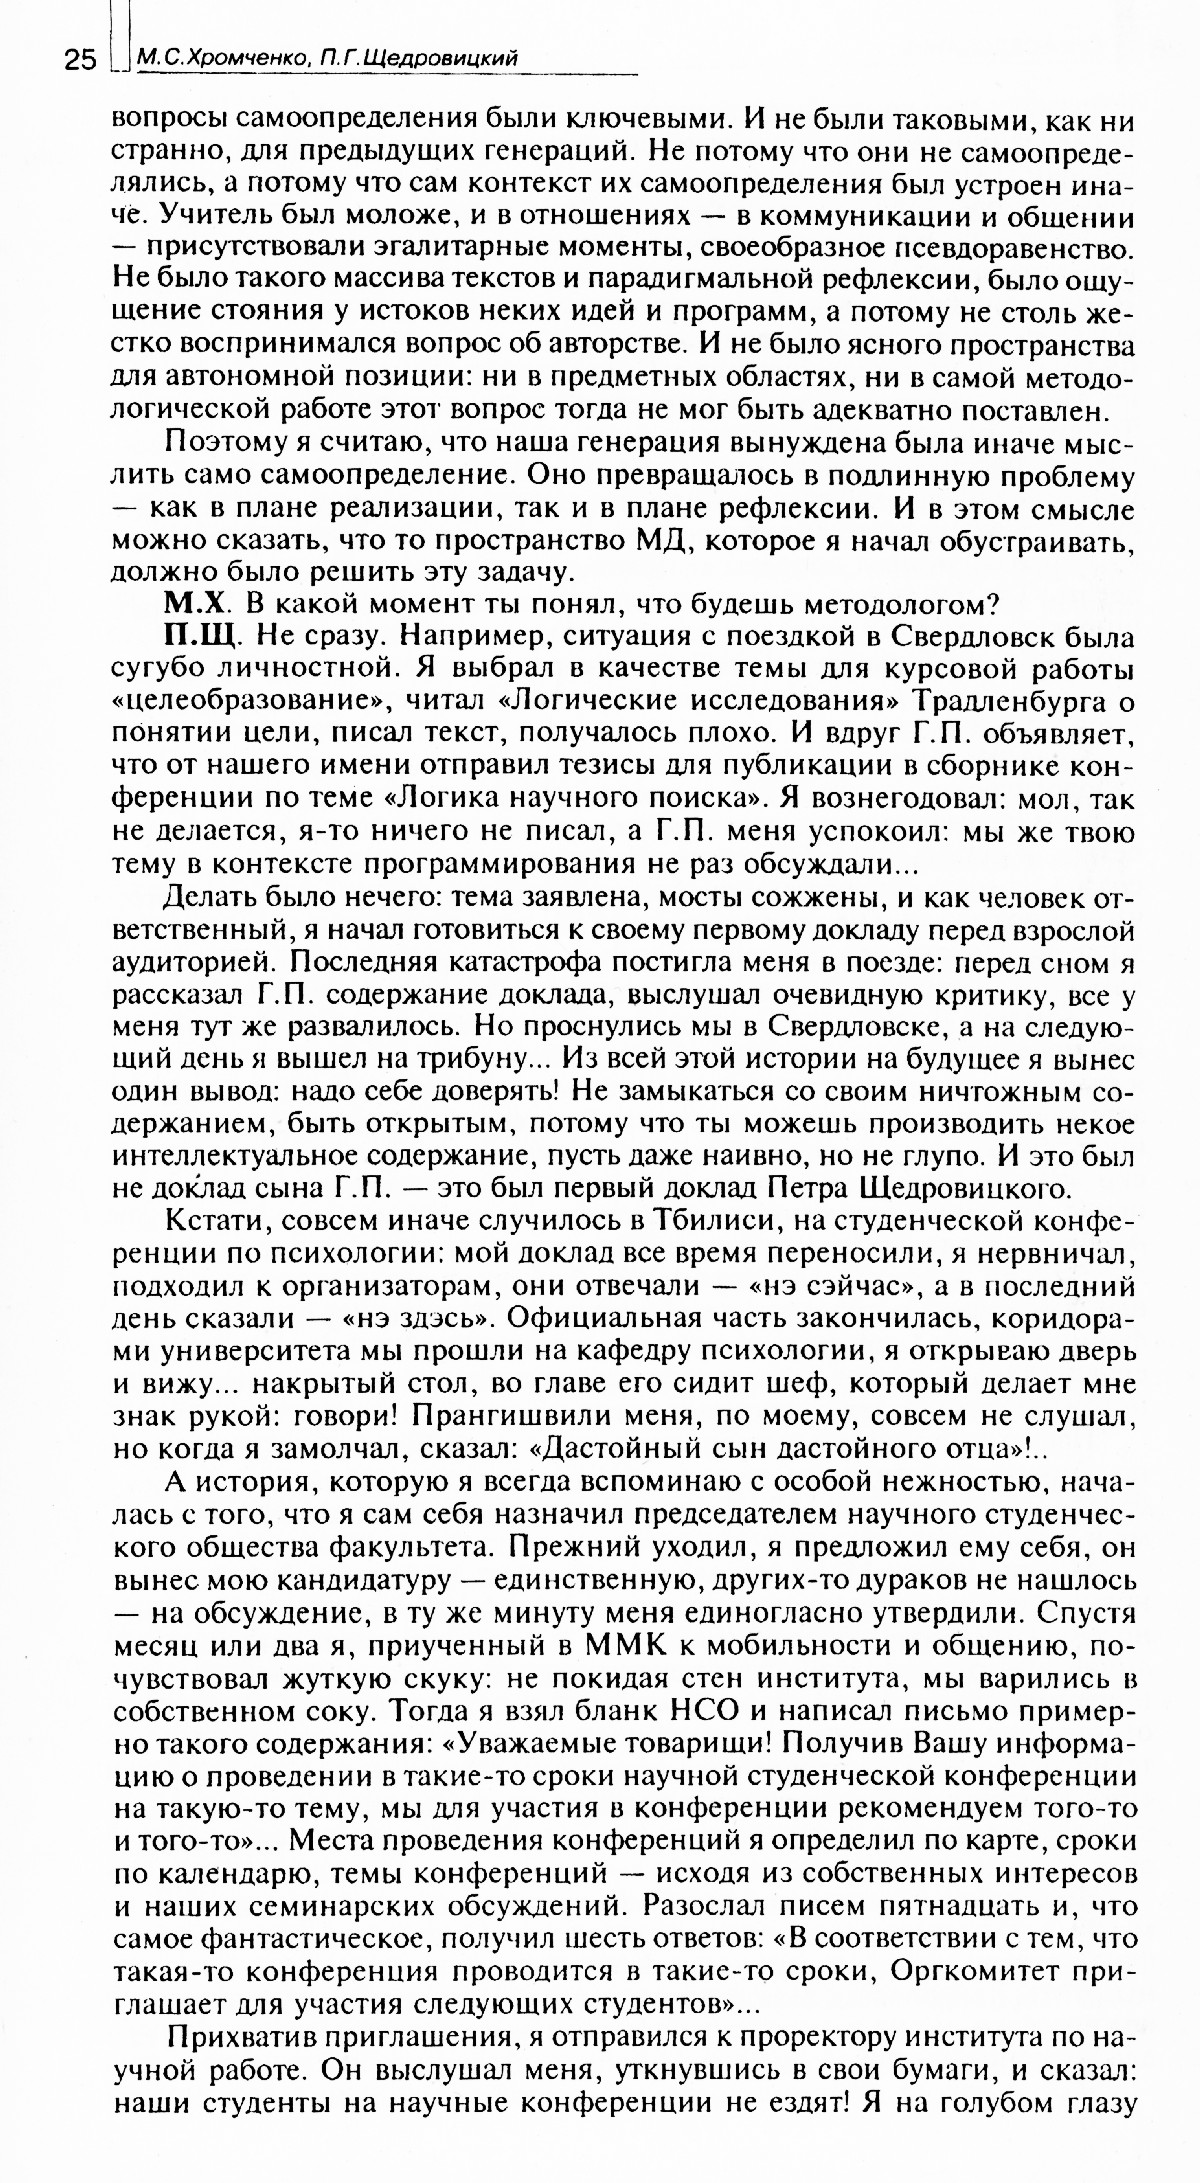 25
М.С.Хромченко, П.Г.Щедровицкий
вопросы самоопределения были ключевыми. И не были таковыми, как ни
странно, для предыдущих генераций. Не потому что они не самоопреде-
лялись, а потому что сам контекст их самоопределения был устроен ина-
че. Учитель был моложе, и в отношениях — в коммуникации и общении
— присутствовали эгалитарные моменты, своеобразное псевдоравенство.
Не было такого массива текстов и парадигмальной рефлексии, было ощу-
щение стояния у истоков неких идей и программ, а потому не столь же-
стко воспринимался вопрос об авторстве. И не было ясного пространства
для автономной позиции: ни в предметных областях, ни в самой методо-
логической работе этот вопрос тогда не мог быть адекватно поставлен.
Поэтому я считаю, что наша генерация вынуждена была иначе мыс-
лить само самоопределение. Оно превращалось в подлинную проблему
— как в плане реализации, так и в плане рефлексии. И в этом смысле
можно сказать, что то пространство МД, которое я начал обустраивать,
должно было решить эту задачу.
М.Х. В какой момент ты понял, что будешь методологом?
П.Щ. Не сразу. Например, ситуация с поездкой в Свердловск была
сугубо личностной. Я выбрал в качестве темы для курсовой работы
«целеобразование», читал «Логические исследования» Традленбурга о
понятии цели, писал текст, получалось плохо. И вдруг Г.П. объявляет,
что от нашего имени отправил тезисы для публикации в сборнике кон-
ференции по теме «Логика научного поиска». Я вознегодовал: мол, так
не делается, я-то ничего не писал, а Г.П. меня успокоил: мы же твою
тему в контексте программирования не раз обсуждали...
Делать было нечего: тема заявлена, мосты сожжены, и как человек от-
ветственный, я начал готовиться к своему первому докладу перед взрослой
аудиторией. Последняя катастрофа постигла меня в поезде: перед сном я
рассказал Г.П. содержание доклада, выслушал очевидную критику, все у
меня тут же развалилось. Но проснулись мы в Свердловске, а на следую-
щий день я вышел на трибуну... Из всей этой истории на будущее я вынес
один вывод: надо себе доверять! Не замыкаться со своим ничтожным со-
держанием, быть открытым, потому что ты можешь производить некое
интеллектуальное содержание, пусть даже наивно, но не глупо. И это был
не доклад сына Г.П. — это был первый доклад Петра Щедровицкого.
Кстати, совсем иначе случилось в Тбилиси, на студенческой конфе-
ренции по психологии: мой доклад все время переносили, я нервничал,
подходил к организаторам, они отвечали — «нэ сэйчас», а в последний
день сказали — «нэ здэсь». Официальная часть закончилась, коридора-
ми университета мы прошли на кафедру психологии, я открываю дверь
и вижу... накрытый стол, во главе его сидит шеф, который делает мне
знак рукой: говори! Прангишвили меня, по моему, совсем не слушал,
но когда я замолчал, сказал: «Дастойный сын дастойного отца»!..
А история, которую я всегда вспоминаю с особой нежностью, нача-
лась с того, что я сам себя назначил председателем научного студенчес-
кого общества факультета. Прежний уходил, я предложил ему себя, он
вынес мою кандидатуру — единственную, других-то дураков не нашлось
— на обсуждение, в ту же минуту меня единогласно утвердили. Спустя
месяц или два я, приученный в ММК к мобильности и общению, по-
чувствовал жуткую скуку: не покидая стен института, мы варились в
собственном соку. Тогда я взял бланк НСО и написал письмо пример-
но такого содержания: «Уважаемые товарищи! Получив Вашу информа-
цию о проведении в такие-то сроки научной студенческой конференции
на такую-то тему, мы для участия в конференции рекомендуем того-то
и того-то»... Места проведения конференций я определил по карте, сроки
по календарю, темы конференций — исходя из собственных интересов
и наших семинарских обсуждений. Разослал писем пятнадцать и, что
самое фантастическое, получил шесть ответов: «В соответствии с тем, что
такая-то конференция проводится в такие-то сроки, Оргкомитет при-
глашает для участия следующих студентов»...
Прихватив приглашения, я отправился к проректору института по на-
учной работе. Он выслушал меня, уткнувшись в свои бумаги, и сказал:
наши студенты на научные конференции не ездят! Я на голубом глазу